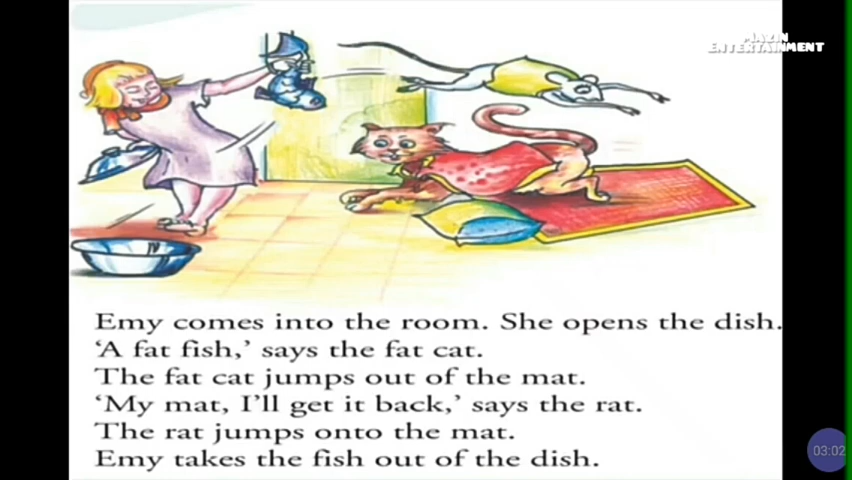 MAZIN
ENTERTAINMENT
Emy comes into the room. She opens the dish.
‘A fat fish,’ says the fat cat.
The fat cat jumps out of the mat.
‘My mat, I’ll get it back,’ says the rat.
The rat jumps onto the mat.
Emy takes the fish out of the dish.
03:02